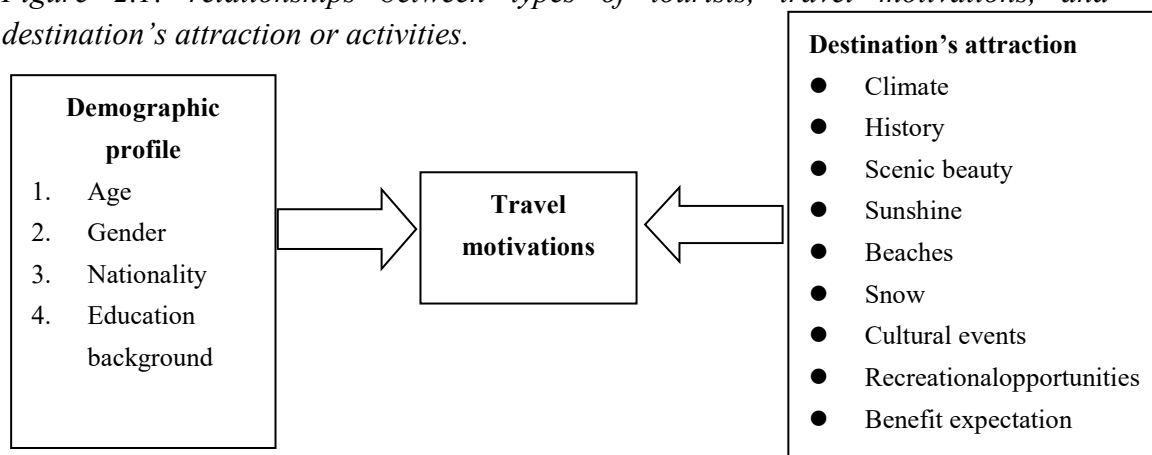 Figure 2.1: relationships between types of tourists, travel motivations, and
destination’s attraction or activities.
Demographic
profile
1. Age
2. Gender
3. Nationality
4. Education
background
Travel
motivations
Destination’s attraction
● Climate
● History
● Scenic beauty
● Sunshine
● Beaches
● Snow
● Cultural events
● Recreationalopportunities
● Benefit expectation